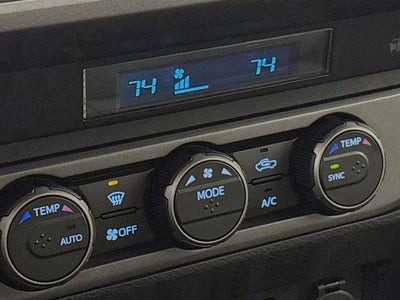 74 74
TEMP
AUTO
OFF
MODE
A/C
TEMP
SYNC